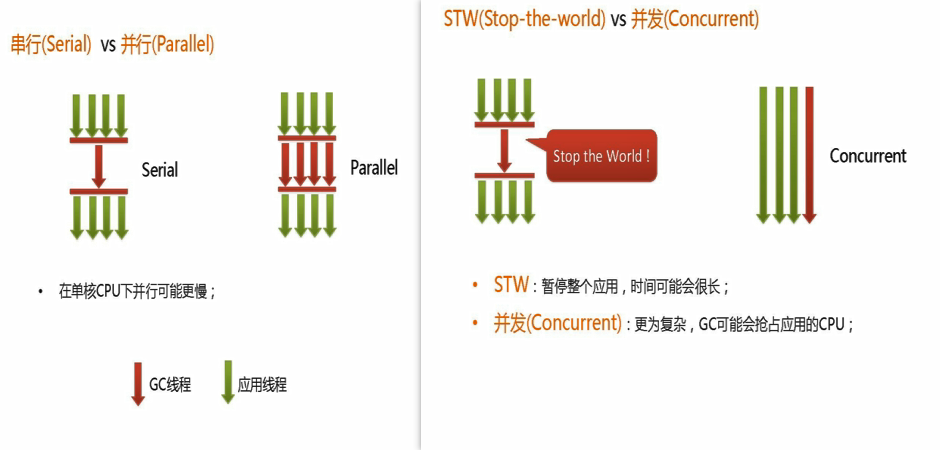 串行(Serial) vs 并行(Parallel)
Serial
Parallel
• 在单核CPU下并行可能更慢；
GC线程
应用线程
STW(Stop-the-world) vs 并发(Concurrent)
Stop the World！
Concurrent
• STW：暂停整个应用，时间可能会很长；
• 并发(Concurrent)：更为复杂，GC可能会抢占应用的CPU；